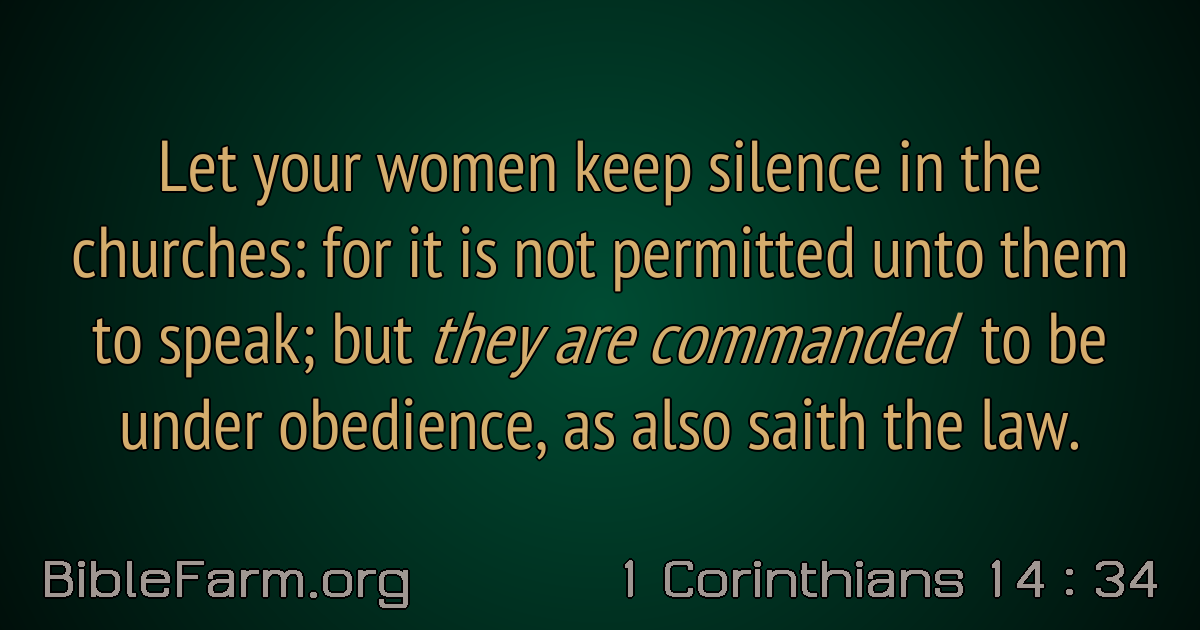 Let your women keep silence in the
churches: for it is not permitted unto them
to speak; but they are commanded to be
under obedience, as also saith the law.
BibleFarm.org
1 Corinthians 14 : 34